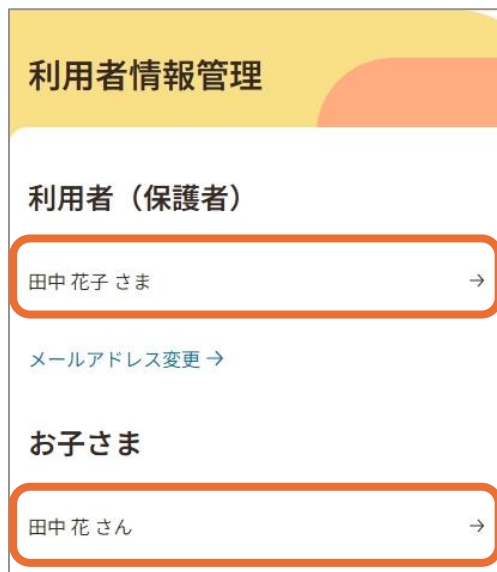 利用者情報管理
利用者（保護者）
田中 花子 さま →
メールアドレス変更 →
お子さま
田中 花 さん →